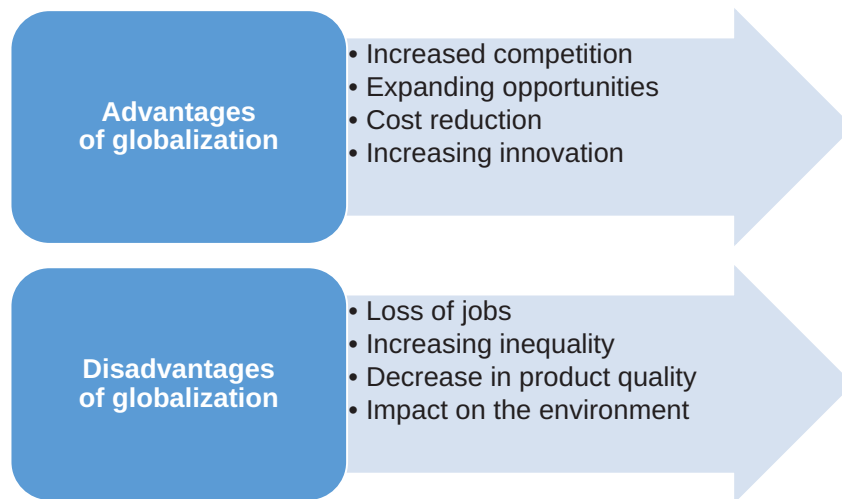 Advantages
of globalization
• Increased competition
• Expanding opportunities
• Cost reduction
• Increasing innovation
Disadvantages
of globalization
• Loss of jobs
• Increasing inequality
• Decrease in product quality
• Impact on the environment